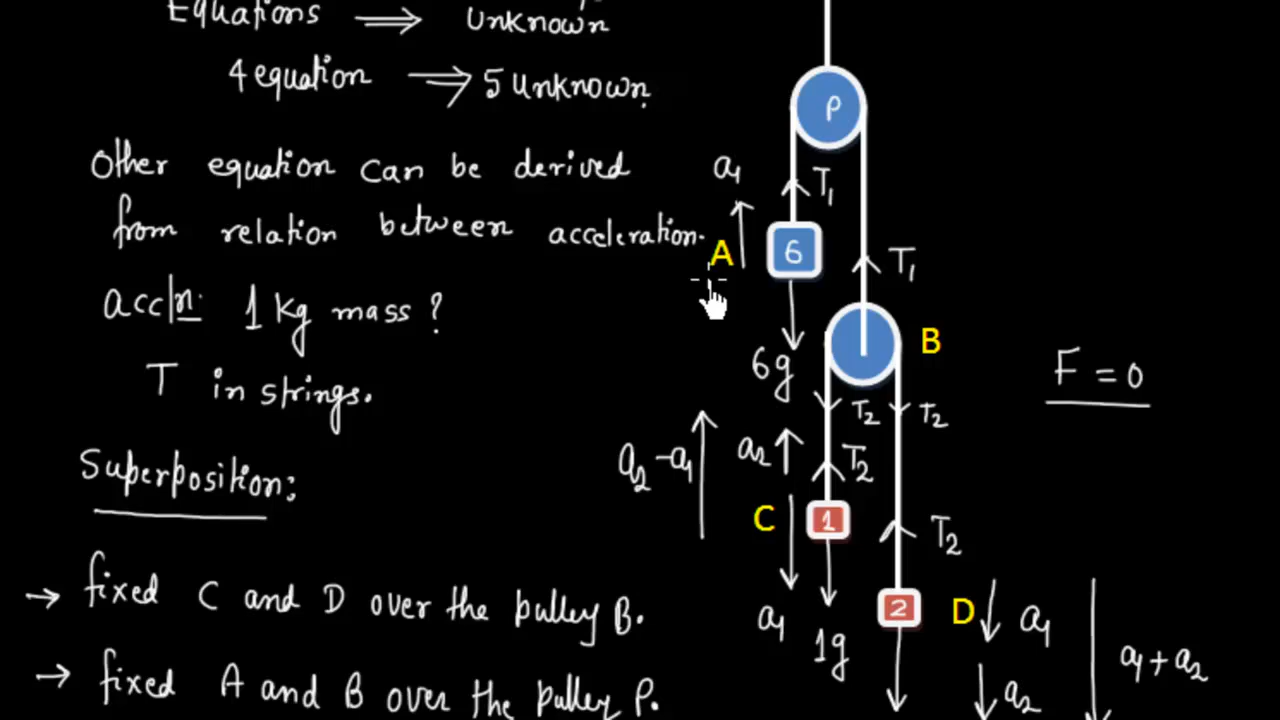 Equations ⟹ Unknown
4 equation ⟹ 5 Unknown.
Other equation can be derived
from relation between acceleration.
acc|n: 1 kg mass ?
T in strings.
Superposition:
→ fixed C and D over the pulley B.
→ fixed A and B over the pulley P.
P
a₁
T₁
A
6
T₁
6g
B
F = 0
T₂
T₂
a₂ - a₁
a₂
T₂
C
1
T₂
a₁
1g
2
D
a₁
a₂
a₁ + a₂